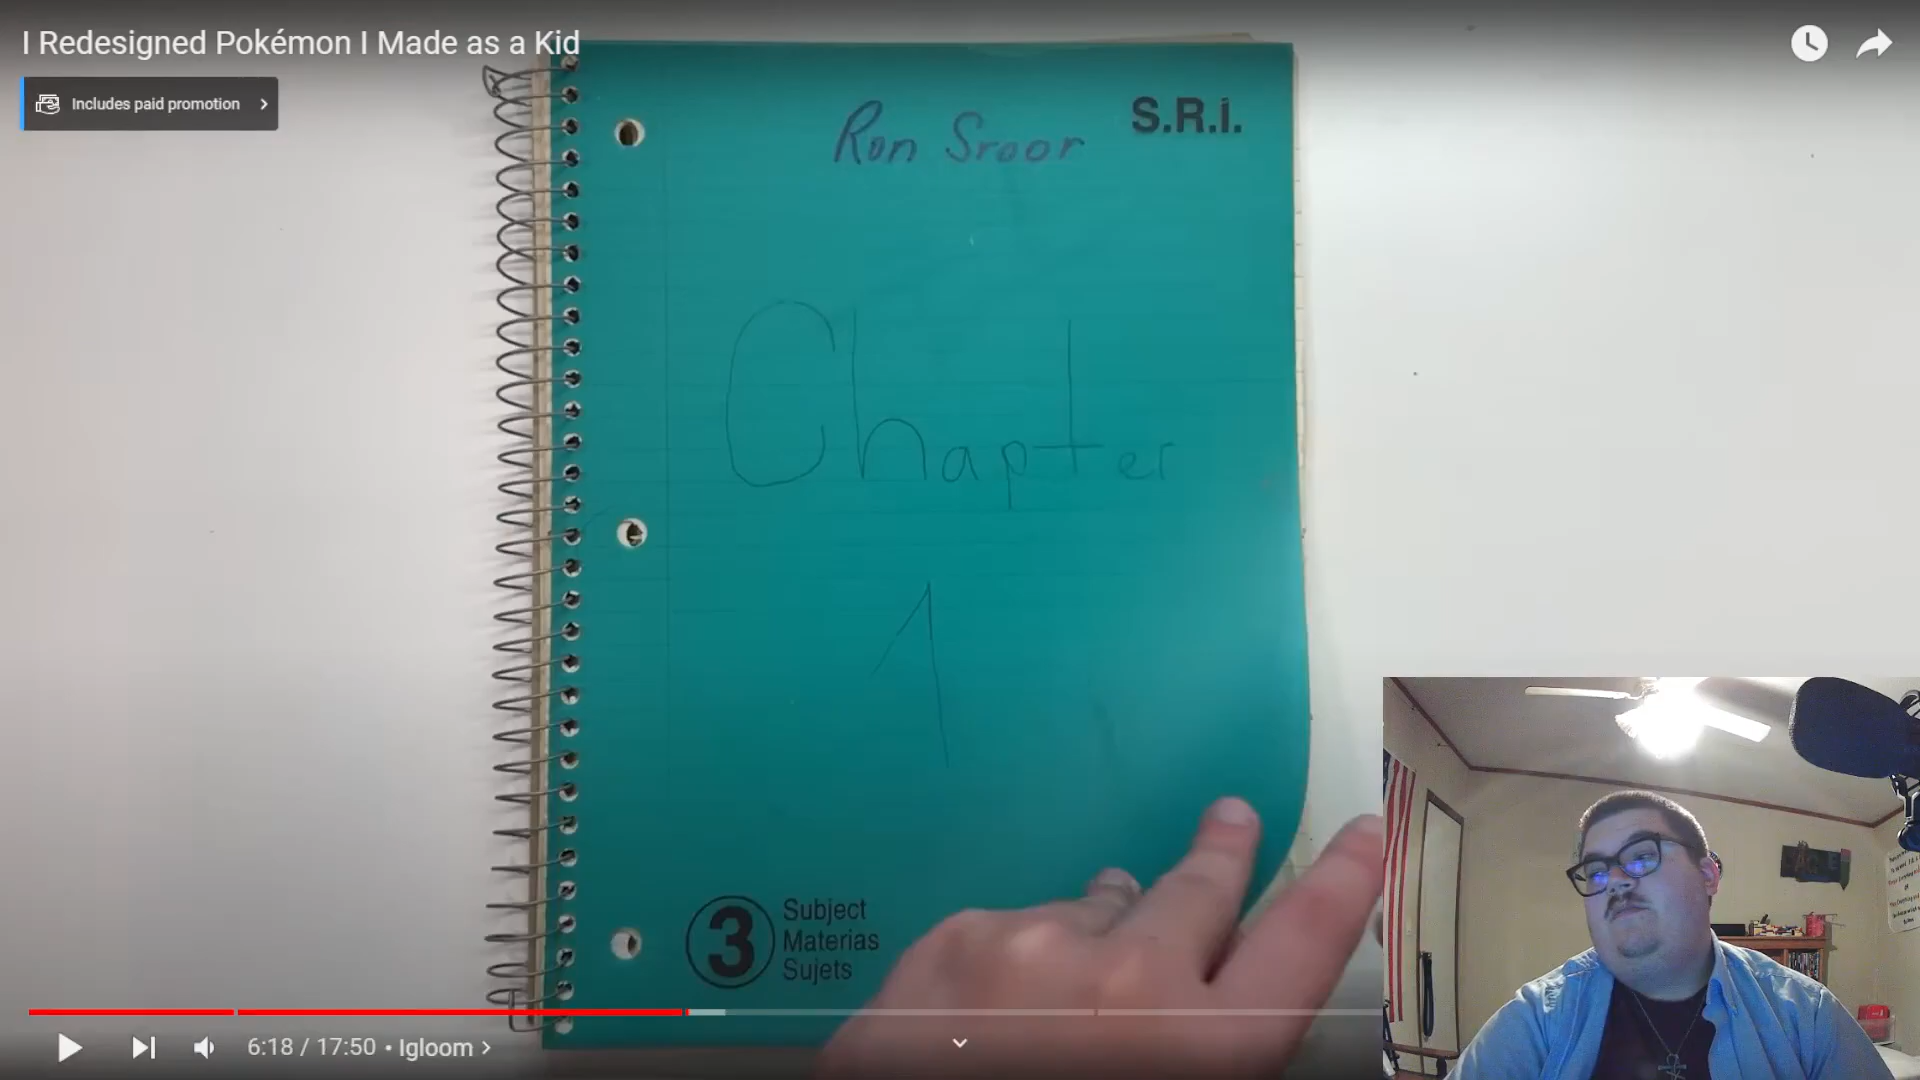 I Redesigned Pokémon I Made as a Kid
Includes paid promotion
Ron Sroor
S.R.I.
Chapter
1
3
Subject
Materias
Sujets
6:18 / 17:50 • Igloom